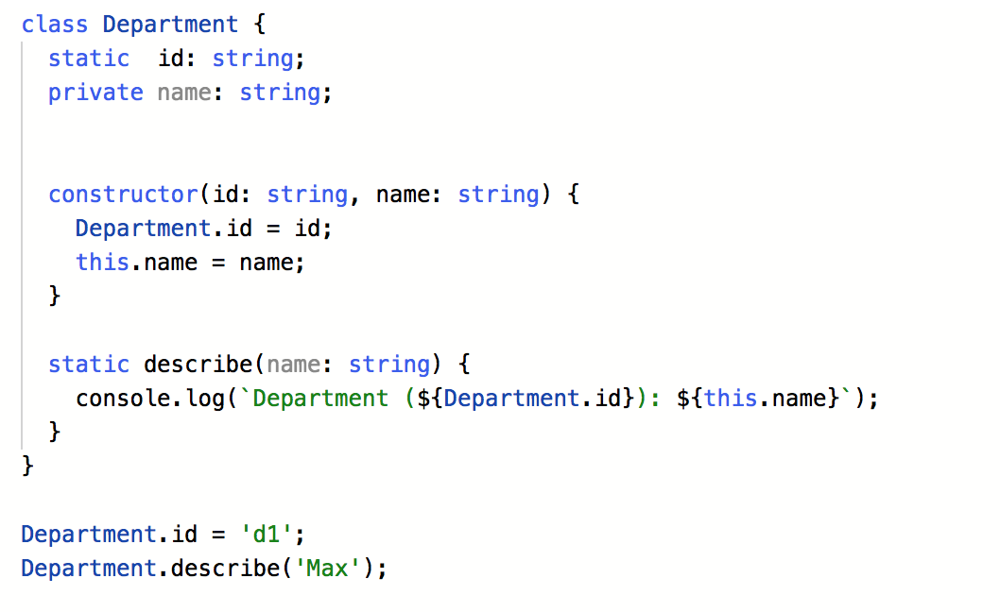 class Department {
  static  id: string;
  private name: string;

  constructor(id: string, name: string) {
    Department.id = id;
    this.name = name;
  }

  static describe(name: string) {
    console.log(`Department (${Department.id}): ${this.name}`);
  }
}

Department.id = 'd1';
Department.describe('Max');